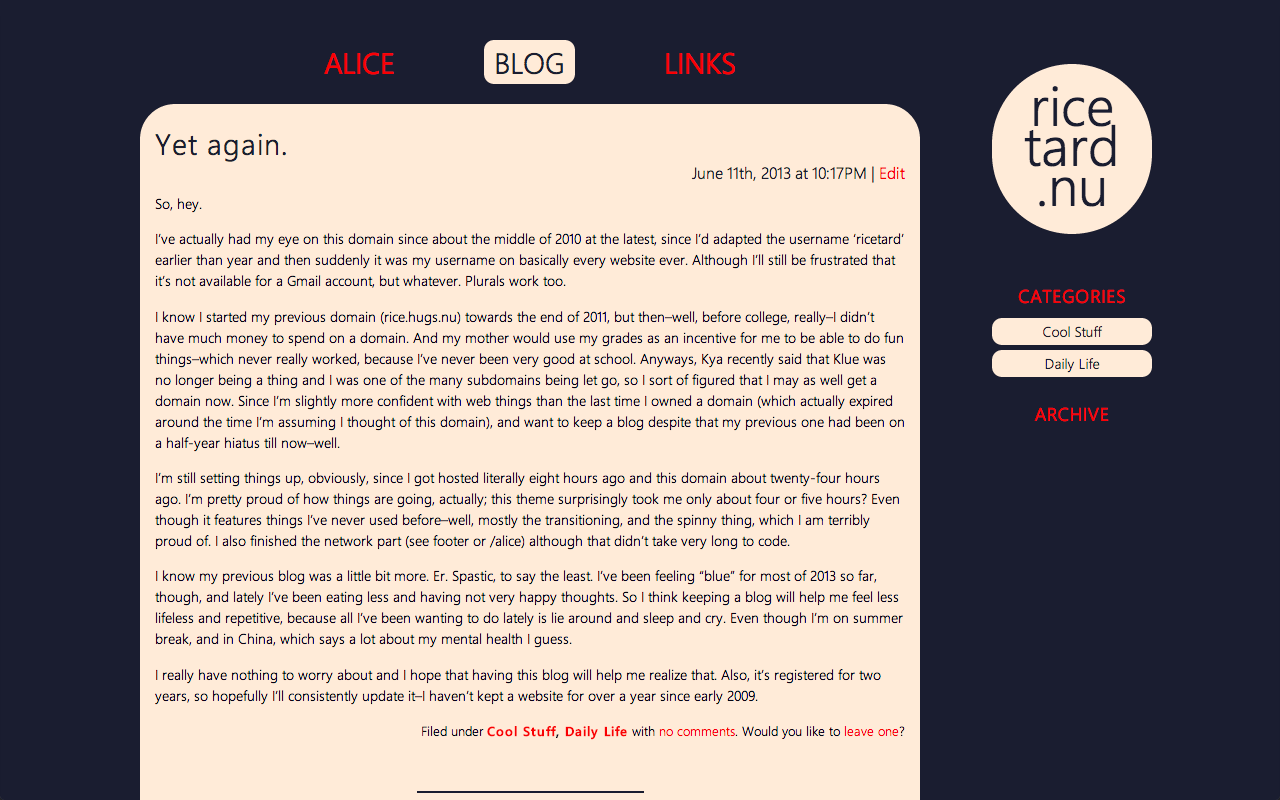 ALICE BLOG LINKS
rice
tard
.nu
Yet again.
June 11th, 2013 at 10:17PM | Edit
So, hey.
I've actually had my eye on this domain since about the middle of 2010 at the latest, since I'd adapted the username 'ricetard'
earlier than year and then suddenly it was my username on basically every website ever. Although I'll still be frustrated that
it's not available for a Gmail account, but whatever. Plurals work too.
I know I started my previous domain (rice.hugs.nu) towards the end of 2011, but then—well, before college, really—I didn't
have much money to spend on a domain. And my mother would use my grades as an incentive for me to be able to do fun
things—which never really worked, because I've never been very good at school. Anyways, Kya recently said that Klue was
no longer being a thing and I was one of the many subdomains being let go, so I sort of figured that I may as well get a
domain now. Since I'm slightly more confident with web things than the last time I owned a domain (which actually expired
around the time I'm assuming I thought of this domain), and want to keep a blog despite that my previous one had been on
a half-year hiatus till now—well.
I'm still setting things up, obviously, since I got hosted literally eight hours ago and this domain about twenty-four hours
ago. I'm pretty proud of how things are going, actually; this theme surprisingly took me only about four or five hours? Even
though it features things I've never used before—well, mostly the transitioning, and the spinny thing, which I am terribly
proud of. I also finished the network part (see footer or /alice) although that didn't take very long to code.
I know my previous blog was a little bit more. Er. Spastic, to say the least. I've been feeling "blue" for most of 2013 so far,
though, and lately I've been eating less and having not very happy thoughts. So I think keeping a blog will help me feel less
lifeless and repetitive, because all I've been wanting to do lately is lie around and sleep and cry. Even though I'm on summer
break, and in China, which says a lot about my mental health I guess.
I really have nothing to worry about and I hope that having this blog will help me realize that. Also, it's registered for two
years, so hopefully I'll consistently update it—I haven't kept a website for over a year since early 2009.
Filed under Cool Stuff, Daily Life with no comments. Would you like to leave one?
CATEGORIES
Cool Stuff
Daily Life
ARCHIVE